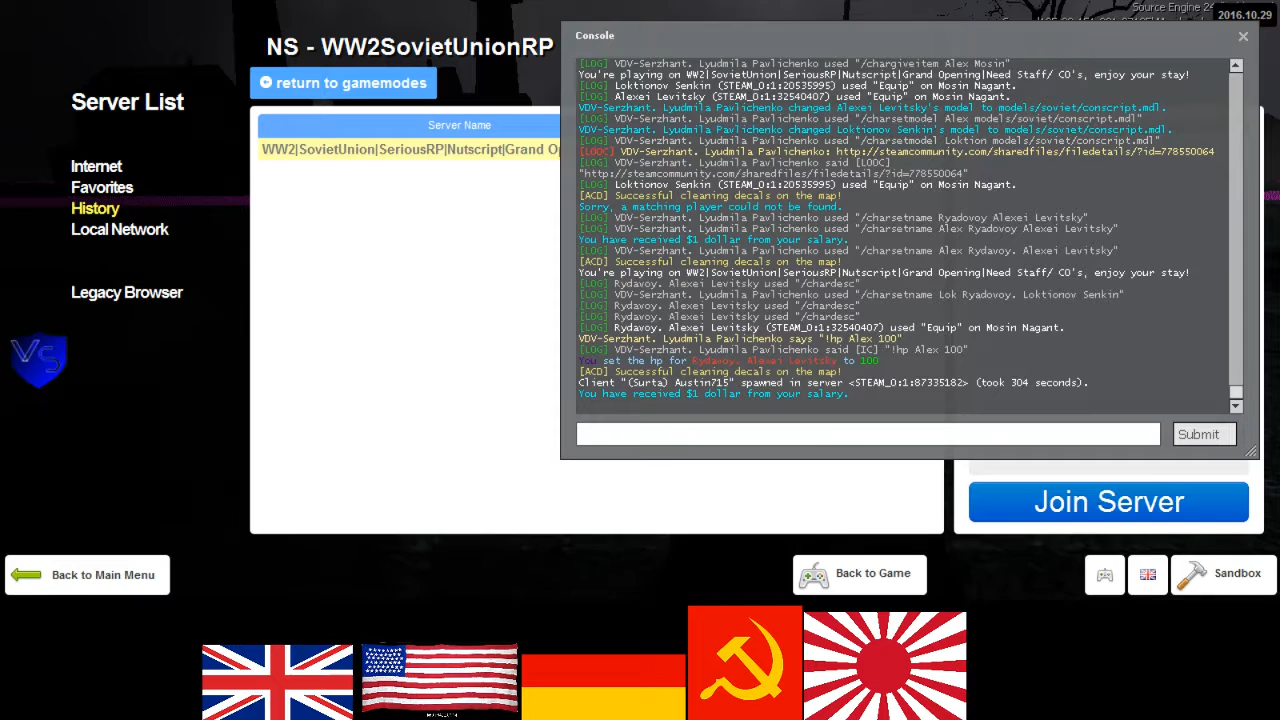 Source Engine 24
2016.10.29
NS - WW2SovietUnionRP
return to gamemodes
Server List
Internet
Favorites
History
Local Network
Legacy Browser
VS
Server Name
WW2|SovietUnion|SeriousRP|Nutscript|Grand Op
Console
[LOG] VDV-Serzhant. Lyudmila Pavlichenko used "/chargiveitem Alex Mosin"
You're playing on WW2|SovietUnion|SeriousRP|Nutscript|Grand Opening|Need Staff/ CO's, enjoy your stay!
[LOG] Loktionov Senkin (STEAM_0:1:20535995) used "Equip" on Mosin Nagant.
[LOG] Alexei Levitsky (STEAM_0:1:32540407) used "Equip" on Mosin Nagant.
VDV-Serzhant. Lyudmila Pavlichenko changed Alexei Levitsky's model to models/soviet/conscript.mdl.
[LOG] VDV-Serzhant. Lyudmila Pavlichenko used "/charsetmodel Alex models/soviet/conscript.mdl"
VDV-Serzhant. Lyudmila Pavlichenko changed Loktionov Senkin's model to models/soviet/conscript.mdl.
[LOG] VDV-Serzhant. Lyudmila Pavlichenko used "/charsetmodel Loktion models/soviet/conscript.mdl"
[LOOC] VDV-Serzhant. Lyudmila Pavlichenko: http://steamcommunity.com/sharedfiles/filedetails/?id=778550064
[LOG] VDV-Serzhant. Lyudmila Pavlichenko said [LOOC]
"http://steamcommunity.com/sharedfiles/filedetails/?id=778550064"
[LOG] Loktionov Senkin (STEAM_0:1:20535995) used "Equip" on Mosin Nagant.
[ACD] Successful cleaning decals on the map!
Sorry, a matching player could not be found.
[LOG] VDV-Serzhant. Lyudmila Pavlichenko used "/charsetname Ryadovoy Alexei Levitsky"
[LOG] VDV-Serzhant. Lyudmila Pavlichenko used "/charsetname Alex Ryadovoy Alexei Levitsky"
You have received $1 dollar from your salary.
[LOG] VDV-Serzhant. Lyudmila Pavlichenko used "/charsetname Alex Rydavoy. Alexei Levitsky"
[ACD] Successful cleaning decals on the map!
You're playing on WW2|SovietUnion|SeriousRP|Nutscript|Grand Opening|Need Staff/ CO's, enjoy your stay!
[LOG] Rydavoy. Alexei Levitsky used "/chardesc"
[LOG] VDV-Serzhant. Lyudmila Pavlichenko used "/charsetname Lok Ryadovoy. Loktionov Senkin"
[LOG] Rydavoy. Alexei Levitsky used "/chardesc"
[LOG] Rydavoy. Alexei Levitsky used "/chardesc"
[LOG] Rydavoy. Alexei Levitsky (STEAM_0:1:32540407) used "Equip" on Mosin Nagant.
VDV-Serzhant. Lyudmila Pavlichenko says "!hp Alex 100"
[LOG] VDV-Serzhant. Lyudmila Pavlichenko said [IC] "!hp Alex 100"
You set the hp for Rydavoy. Alexei Levitsky to 100
[ACD] Successful cleaning decals on the map!
Client "(Surta) Austin715" spawned in server <STEAM_0:1:87335182> (took 304 seconds).
You have received $1 dollar from your salary.
Submit
Join Server
Back to Main Menu
Back to Game
Sandbox